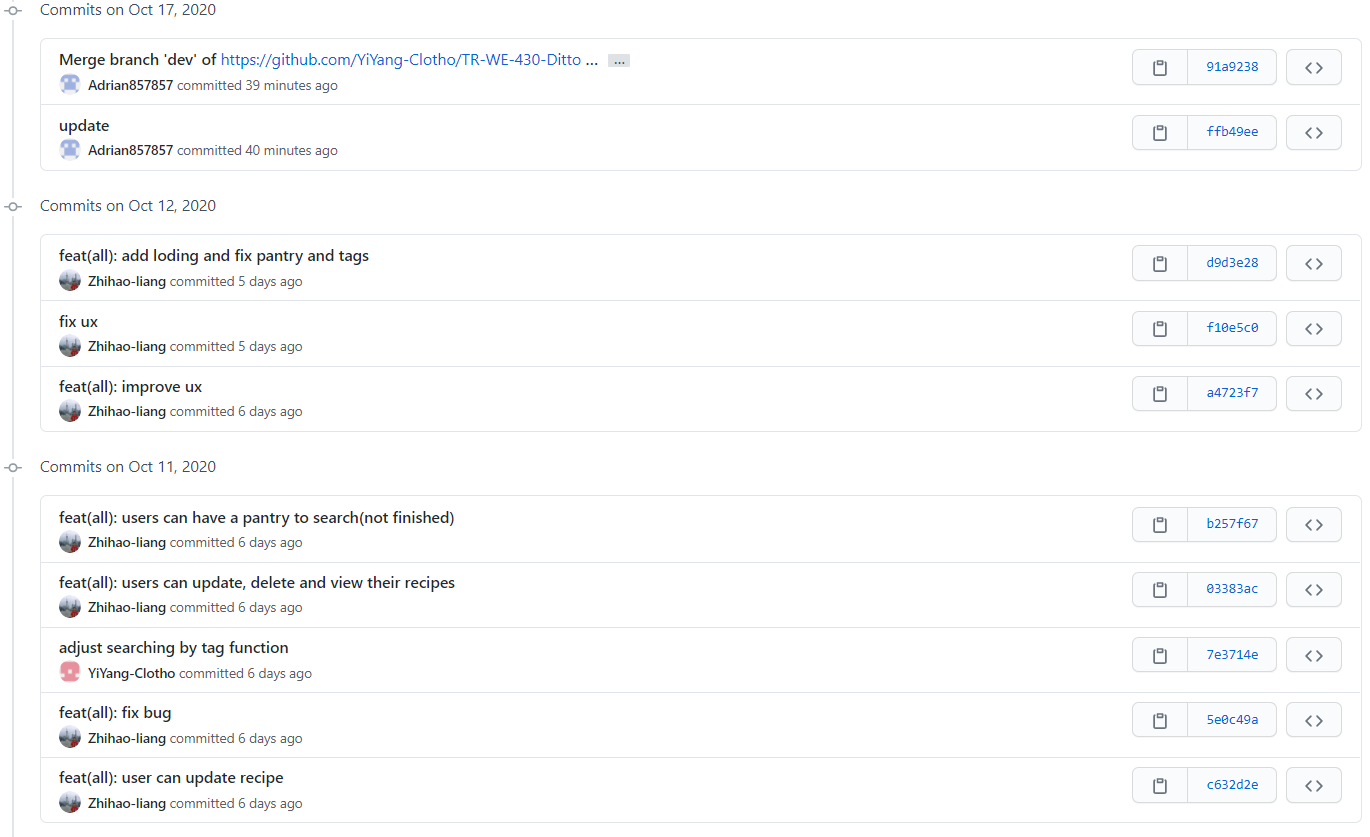 Commits on Oct 17, 2020
Merge branch 'dev' of https://github.com/YiYang-Clotho/TR-WE-430-Ditto ... …
91a9238
Adrian857857 committed 39 minutes ago
update
ffb49ee
Adrian857857 committed 40 minutes ago
Commits on Oct 12, 2020
feat(all): add loding and fix pantry and tags
d9d3e28
Zhihao-liang committed 5 days ago
fix ux
f10e5c0
Zhihao-liang committed 5 days ago
feat(all): improve ux
a4723f7
Zhihao-liang committed 6 days ago
Commits on Oct 11, 2020
feat(all): users can have a pantry to search(not finished)
b257f67
Zhihao-liang committed 6 days ago
feat(all): users can update, delete and view their recipes
03383ac
Zhihao-liang committed 6 days ago
adjust searching by tag function
7e3714e
YiYang-Clotho committed 6 days ago
feat(all): fix bug
5e0c49a
Zhihao-liang committed 6 days ago
feat(all): user can update recipe
c632d2e
Zhihao-liang committed 6 days ago